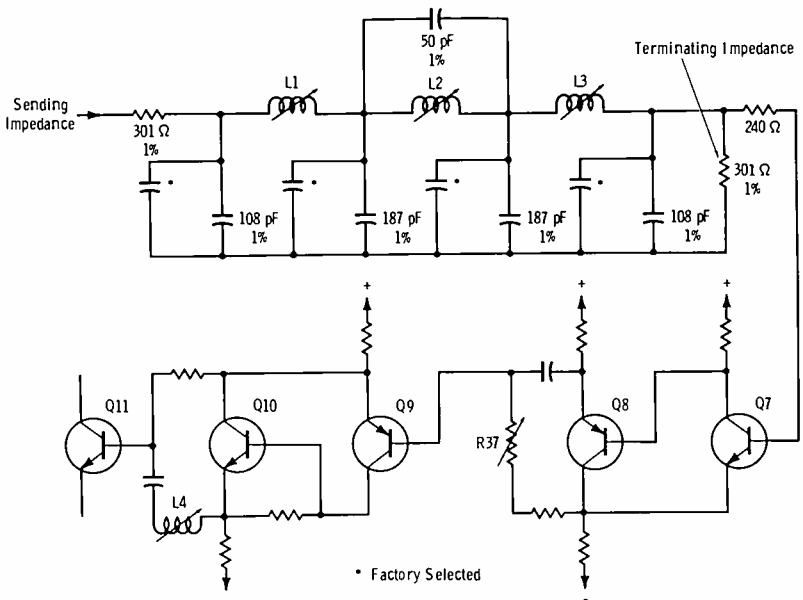 50 pF
1%
Terminating Impedance
L1
L2
L3
Sending
Impedance
301 Ω
1%
240 Ω
301 Ω
1%
•
•
•
•
108 pF
1%
187 pF
1%
187 pF
1%
108 pF
1%
+
+
+
Q11
Q10
Q9
Q8
Q7
R37
L4
• Factory Selected